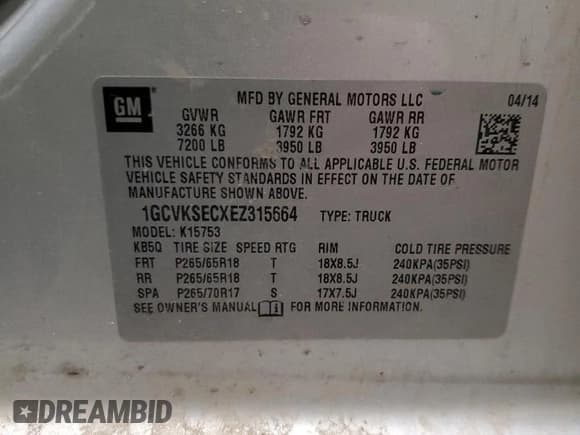 GM ®
MFD BY GENERAL MOTORS LLC 04/14
GVWR GAWR FRT GAWR RR
3266 KG 1792 KG 1792 KG
7200 LB 3950 LB 3950 LB
THIS VEHICLE CONFORMS TO ALL APPLICABLE U.S. FEDERAL MOTOR
VEHICLE SAFETY STANDARDS IN EFFECT ON THE DATE OF
MANUFACTURE SHOWN ABOVE.
1GCVKSECXEZ315664 TYPE: TRUCK
MODEL: K15753
KB5Q TIRE SIZE SPEED RTG RIM COLD TIRE PRESSURE
FRT P265/65R18 T 18X8.5J 240KPA(35PSI)
RR P265/65R18 T 18X8.5J 240KPA(35PSI)
SPA P265/70R17 S 17X7.5J 240KPA(35PSI)
SEE OWNER'S MANUAL FOR MORE INFORMATION.
DREAMBID